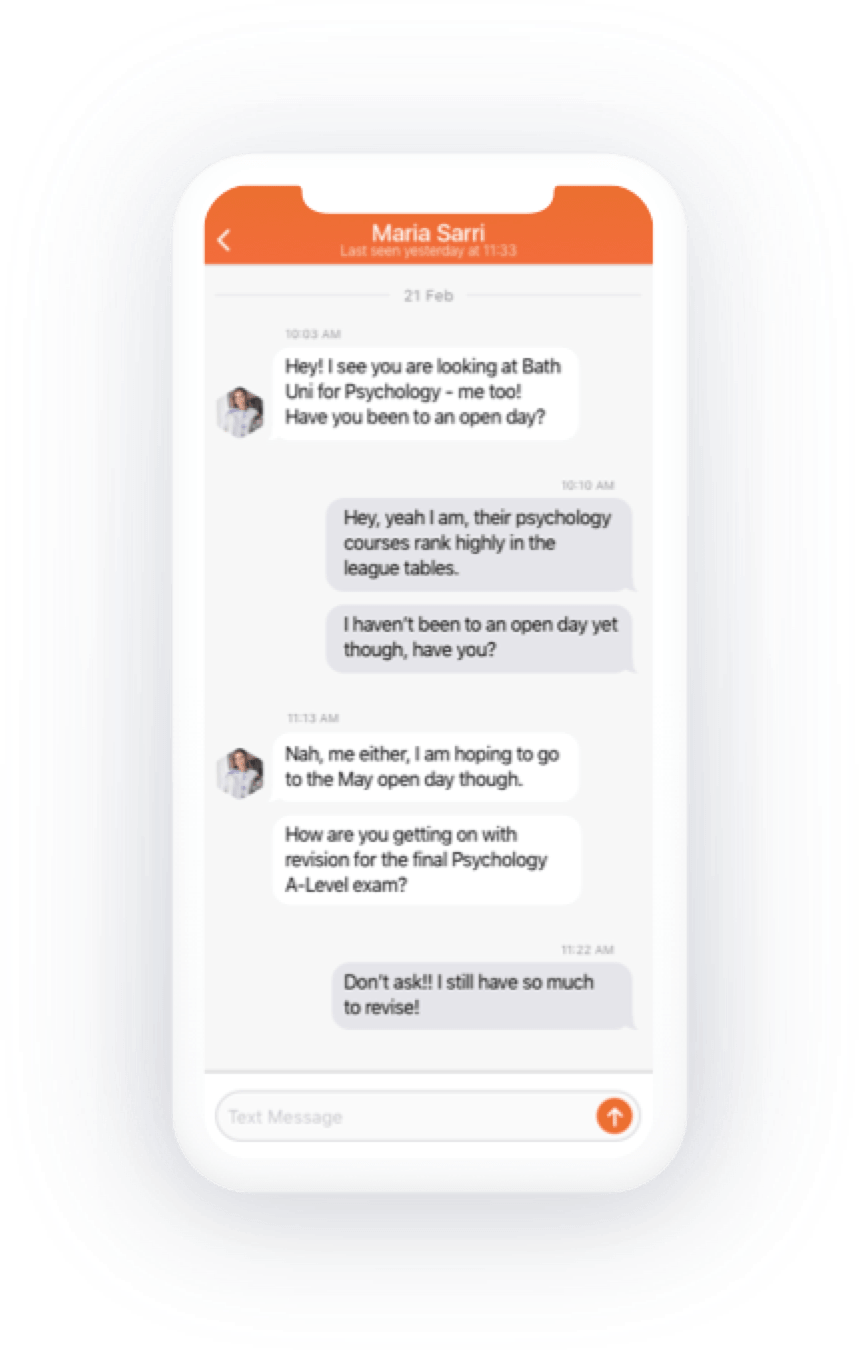 Maria Sarri
Last seen yesterday at 11:33
21 Feb
10:03 AM
Hey! I see you are looking at Bath
Uni for Psychology - me too!
Have you been to an open day?
10:10 AM
Hey, yeah I am, their psychology
courses rank highly in the
league tables.
I haven't been to an open day yet
though, have you?
11:13 AM
Nah, me either, I am hoping to go
to the May open day though.
How are you getting on with
revision for the final Psychology
A-Level exam?
11:22 AM
Don't ask!! I still have so much
to revise!
Text Message